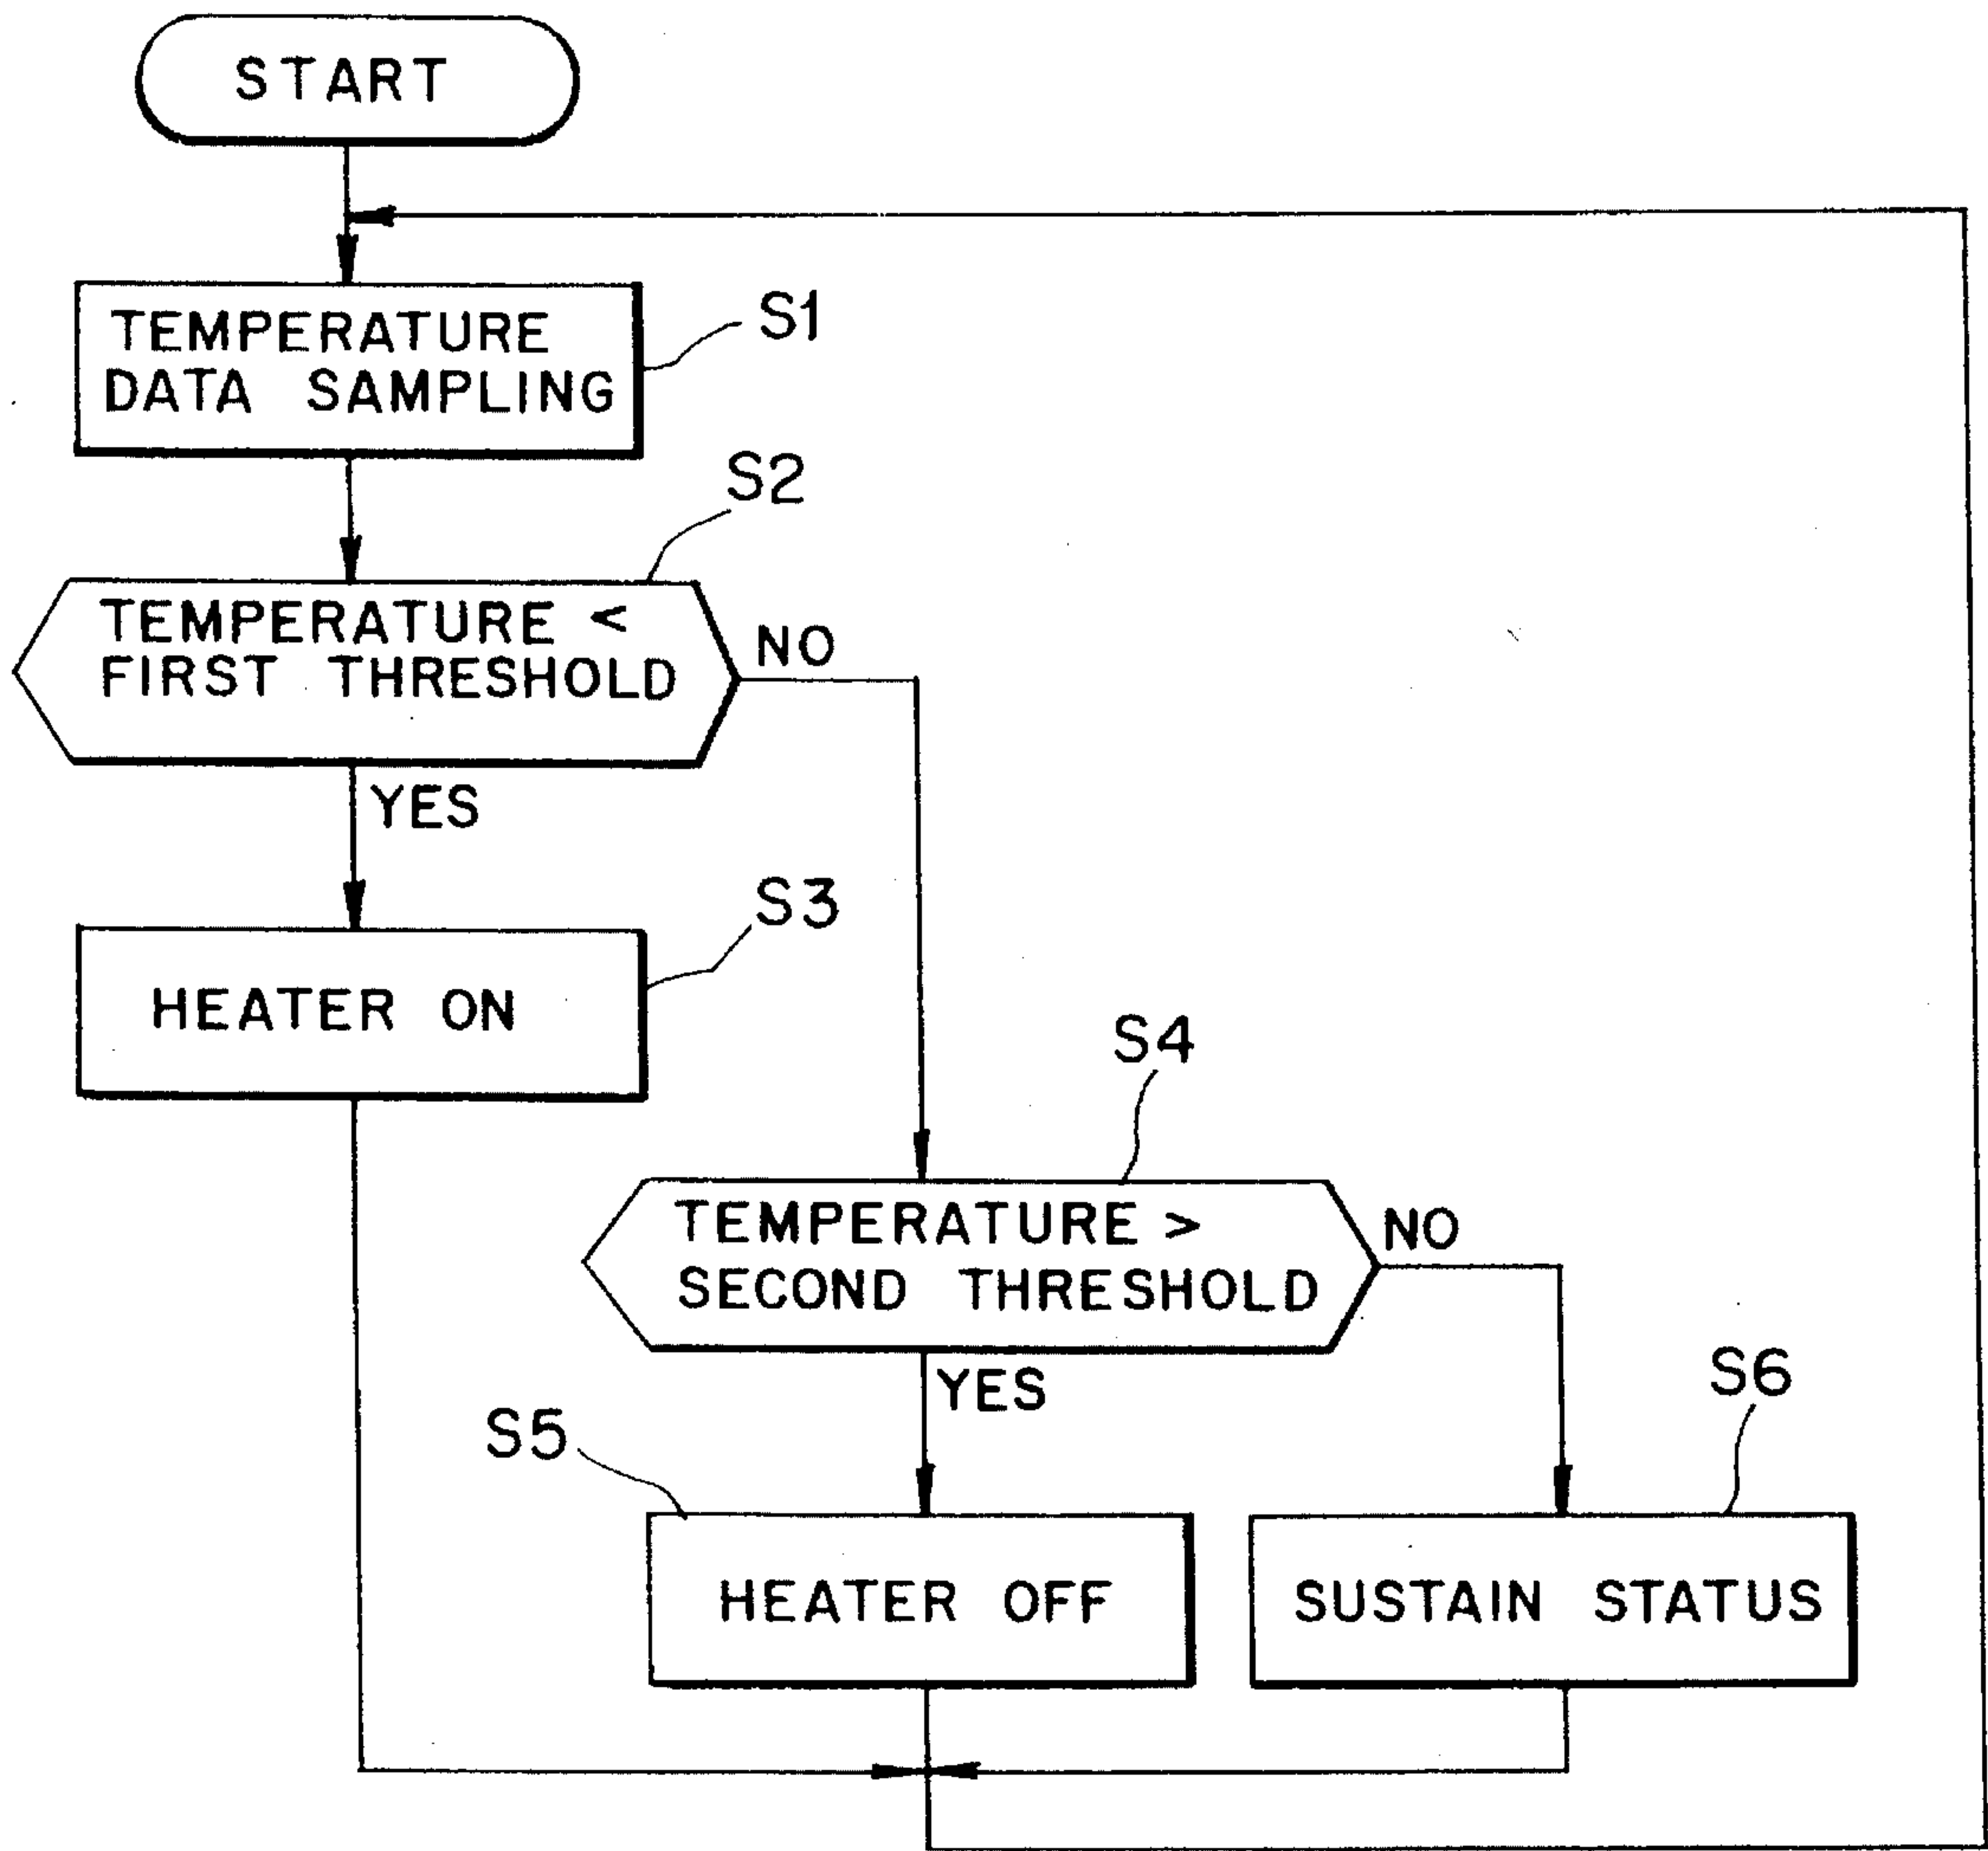 START
TEMPERATURE
DATA SAMPLING
S1
S2
TEMPERATURE <
FIRST THRESHOLD
NO
YES
S3
HEATER ON
S4
TEMPERATURE >
SECOND THRESHOLD
NO
YES
S5
S6
HEATER OFF
SUSTAIN STATUS